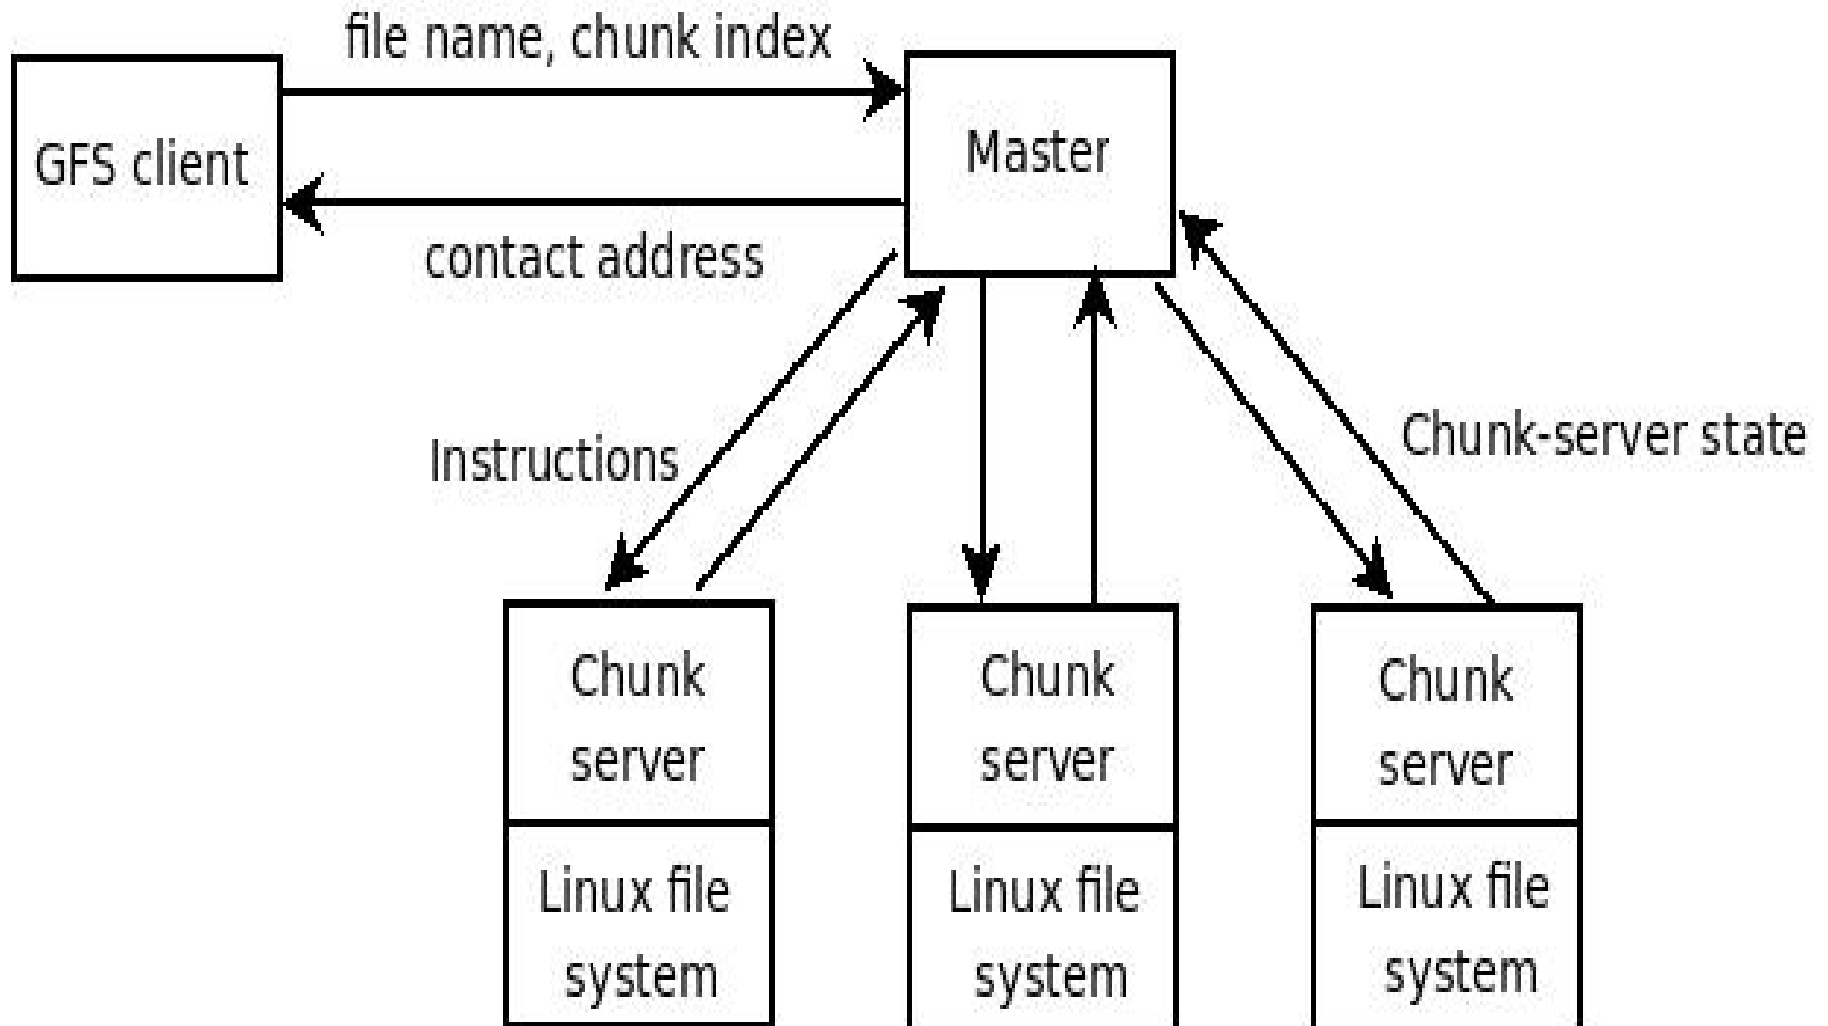 file name, chunk index
GFS client
Master
contact address
Instructions
Chunk-server state
Chunk
server
Linux file
system
Chunk
server
Linux file
system
Chunk
server
Linux file
system